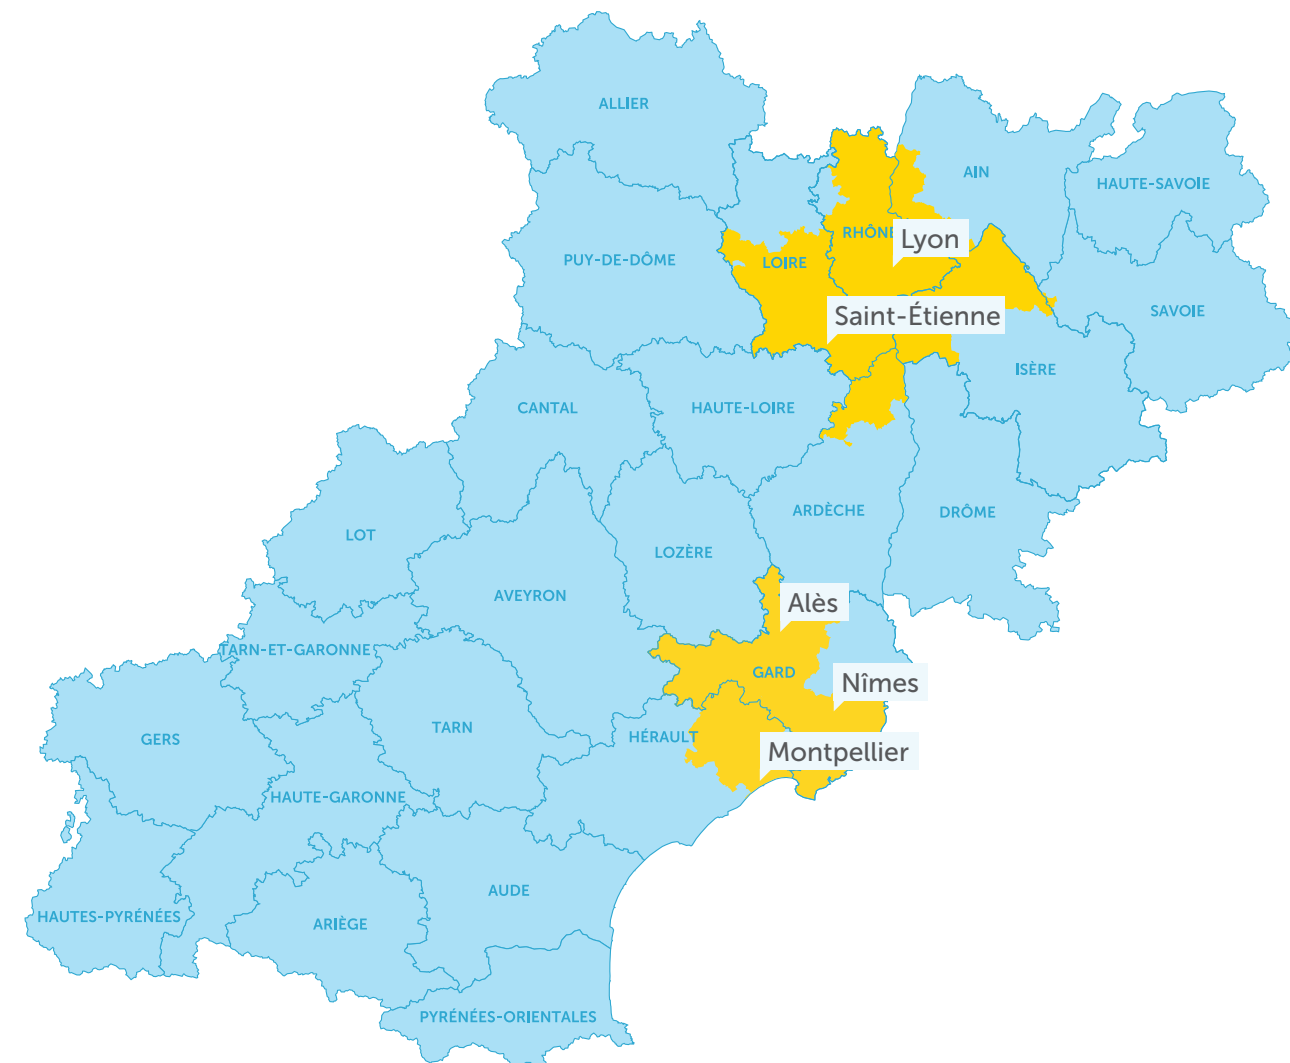 ALLIER
AIN
HAUTE-SAVOIE
RHÔNE
Lyon
PUY-DE-DÔME
LOIRE
SAVOIE
Saint-Étienne
ISÈRE
CANTAL
HAUTE-LOIRE
ARDÈCHE
DRÔME
LOT
LOZÈRE
AVEYRON
Alès
TARN-ET-GARONNE
GARD
Nîmes
GERS
TARN
HÉRAULT
Montpellier
HAUTE-GARONNE
AUDE
HAUTES-PYRÉNÉES
ARIÈGE
PYRÉNÉES-ORIENTALES